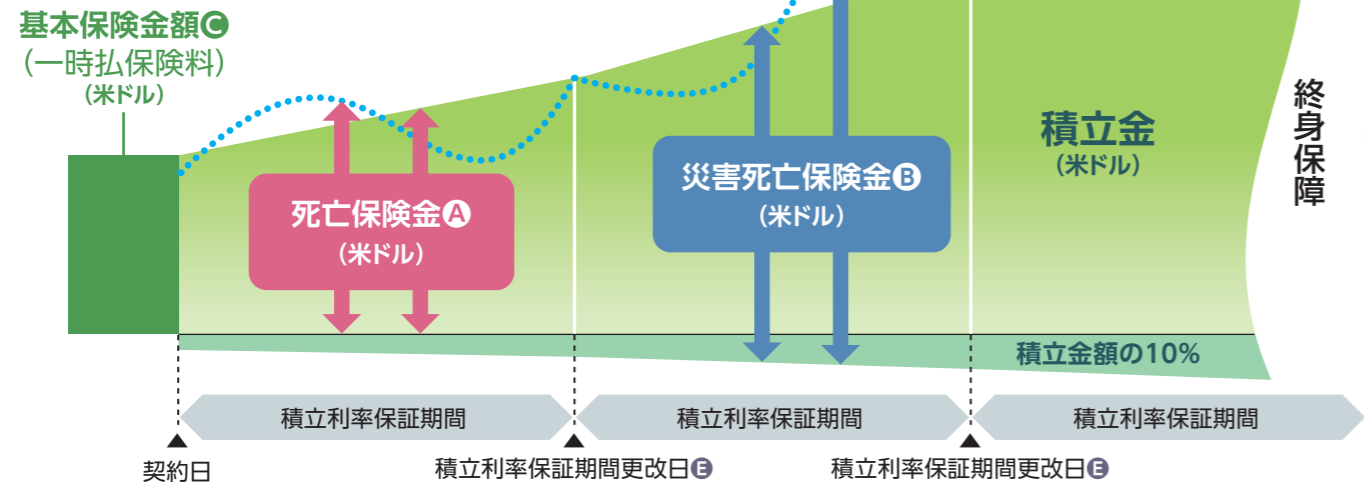 基本保険金額C
(一時払保険料)
(米ドル)
死亡保険金A
(米ドル)
災害死亡保険金B
(米ドル)
積立金
(米ドル)
終身保障
積立金額の10%
積立利率保証期間
積立利率保証期間
積立利率保証期間
契約日
積立利率保証期間更改日E
積立利率保証期間更改日E